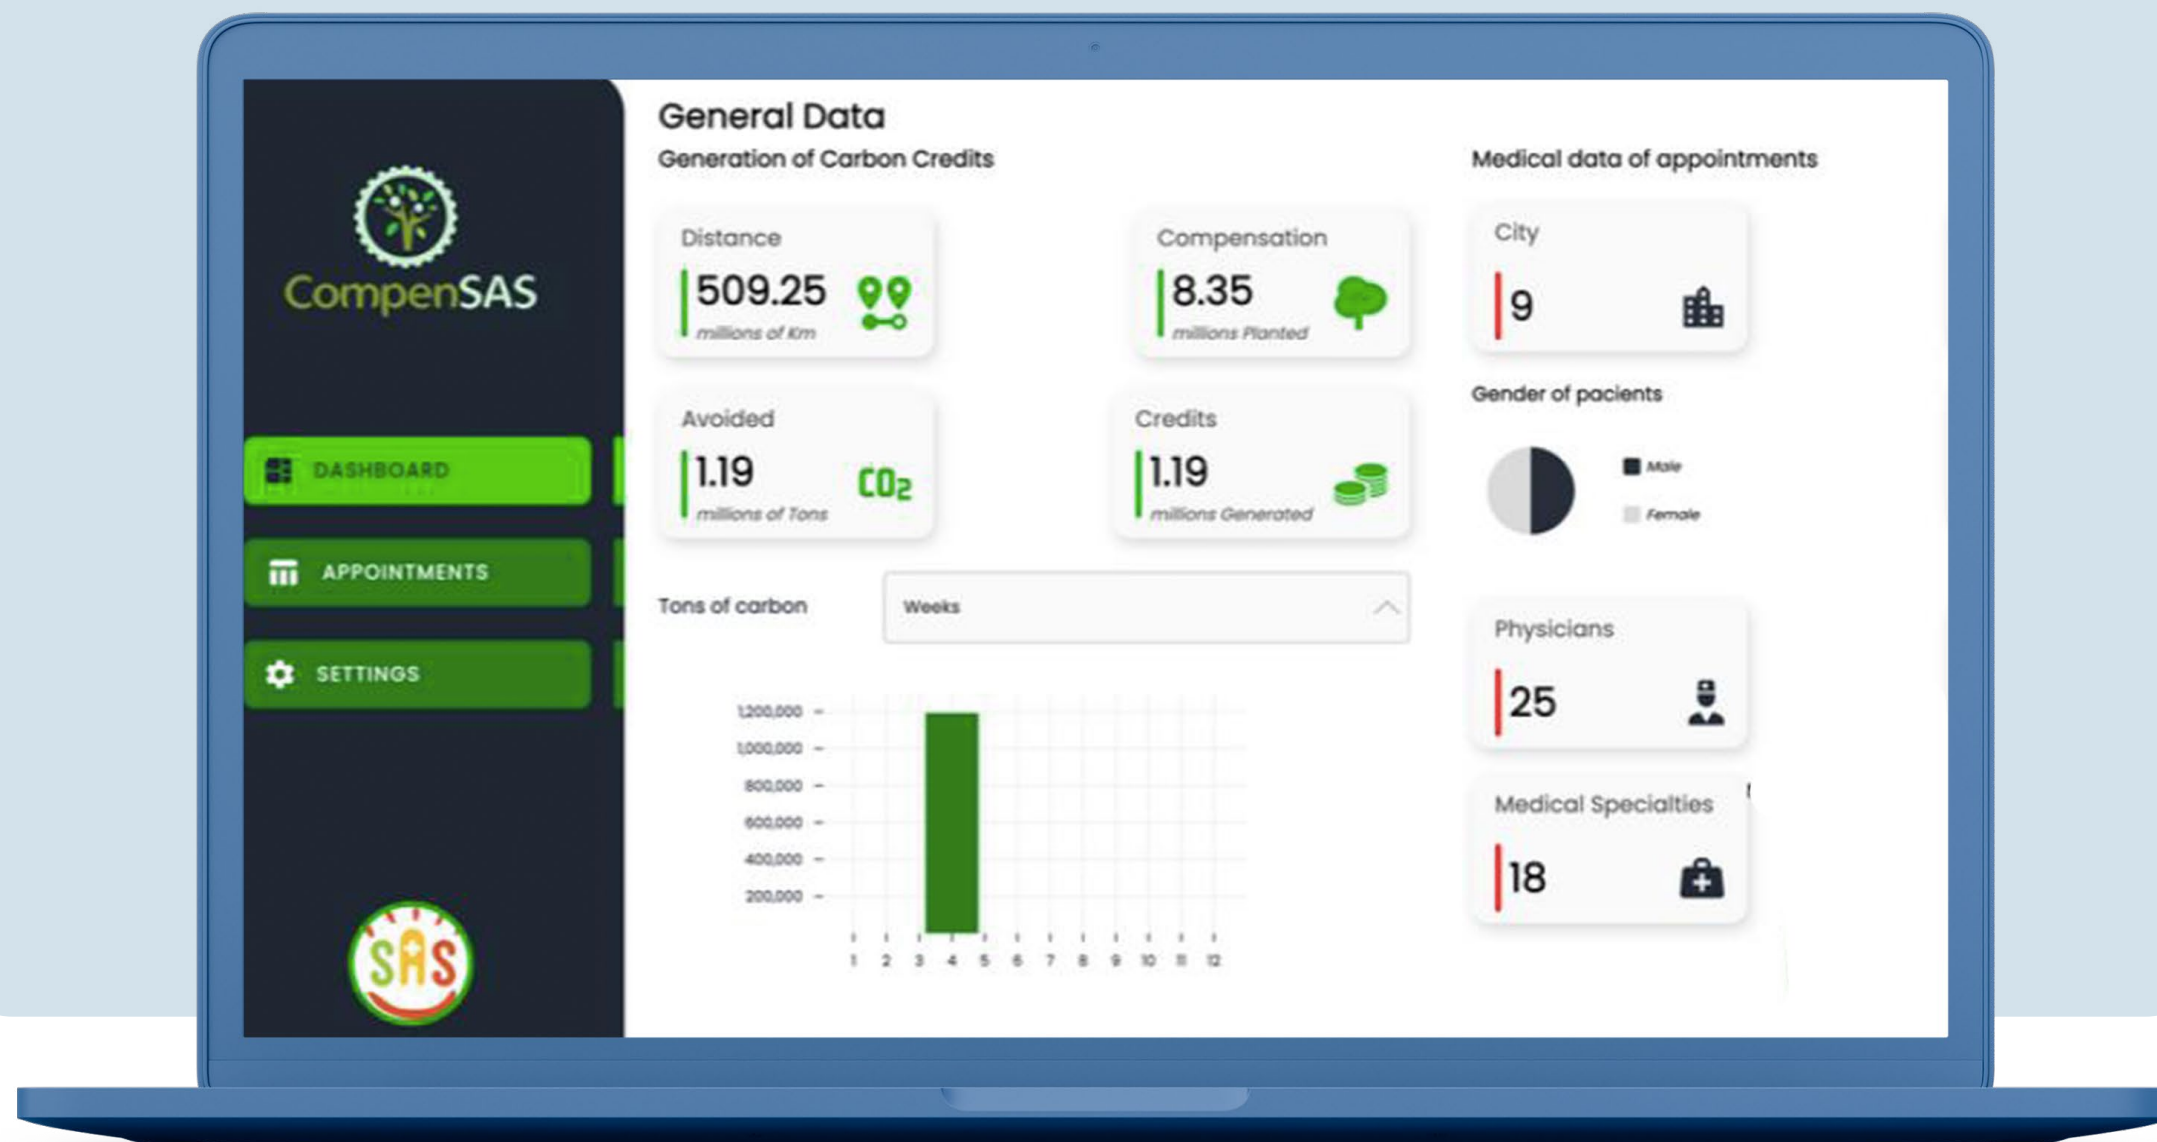 CompenSAS
DASHBOARD
APPOINTMENTS
SETTINGS
SAS
General Data
Generation of Carbon Credits
Distance
509.25
millions of Km
Compensation
8.35
millions Planted
Avoided
1.19
millions of Tons
CO2
Credits
1.19
millions Generated
Tons of carbon
Weeks
1,200,000
1,000,000
800,000
600,000
400,000
200,000
1 2 3 4 5 6 7 8 9 10 11 12
Medical data of appointments
City
9
Gender of pacients
Male
Female
Physicians
25
Medical Specialties
18